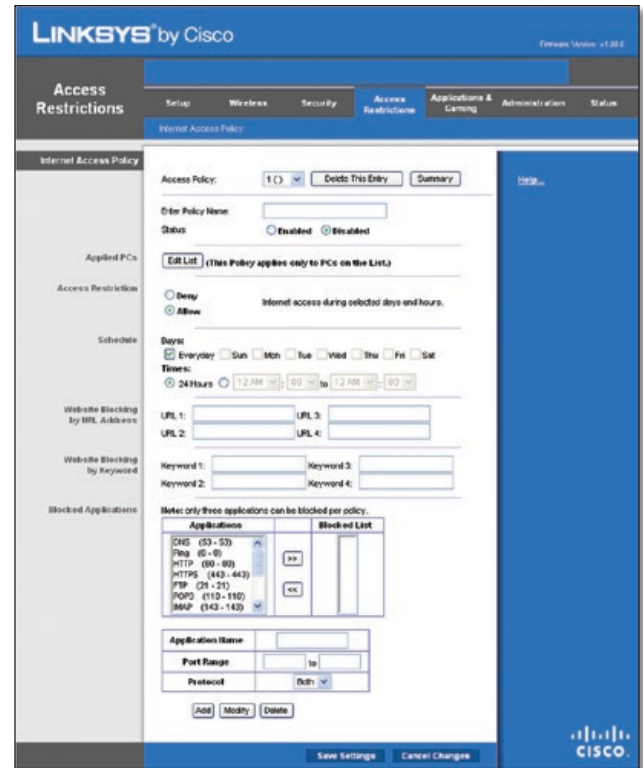 LINKSYS® by Cisco
Firmware Version: v1.00.0
Access Restrictions
Setup Wireless Security Access Restrictions Applications & Gaming Administration Status
Internet Access Policy
Internet Access Policy
Access Policy: 1 () Delete This Entry Summary
Help...
Enter Policy Name:
Status: Enabled Disabled
Applied PCs
Edit List (This Policy applies only to PCs on the List.)
Access Restriction
Deny
Allow
Internet access during selected days and hours.
Schedule
Days:
Everyday Sun Mon Tue Wed Thu Fri Sat
Times:
24 Hours 12 AM : 00 to 12 AM : 00
Website Blocking by URL Address
URL 1: URL 3:
URL 2: URL 4:
Website Blocking by Keyword
Keyword 1: Keyword 3:
Keyword 2: Keyword 4:
Blocked Applications
Note: only three applications can be blocked per policy.
Applications Blocked List
DNS (53 - 53)
Ping (0 - 0)
HTTP (80 - 80)
HTTPS (443 - 443)
FTP (21 - 21)
POP3 (110 - 110)
IMAP (143 - 143)
>>
<<
Application Name
Port Range to
Protocol Both
Add Modify Delete
Save Settings Cancel Changes
CISCO.